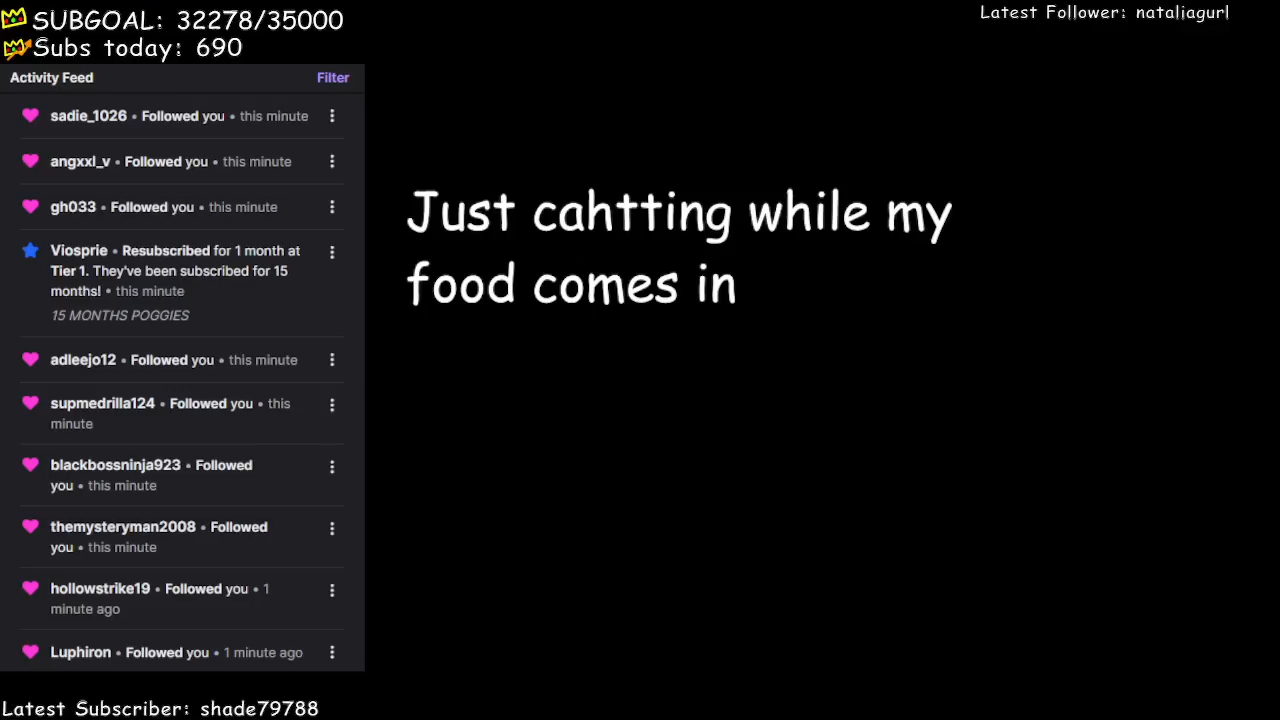 SUBGOAL: 32278/35000
Subs today: 690
Latest Follower: nataliagurl
Activity Feed
Filter
sadie_1026 • Followed you • this minute
angxxl_v • Followed you • this minute
gh033 • Followed you • this minute
Viosprie • Resubscribed for 1 month at
Tier 1. They've been subscribed for 15
months! • this minute
15 MONTHS POGGIES
adleejo12 • Followed you • this minute
supmedrilla124 • Followed you • this
minute
blackbossninja923 • Followed
you • this minute
themysteryman2008 • Followed
you • this minute
hollowstrike19 • Followed you • 1
minute ago
Luphiron • Followed you • 1 minute ago
Just cahtting while my
food comes in
Latest Subscriber: shade79788